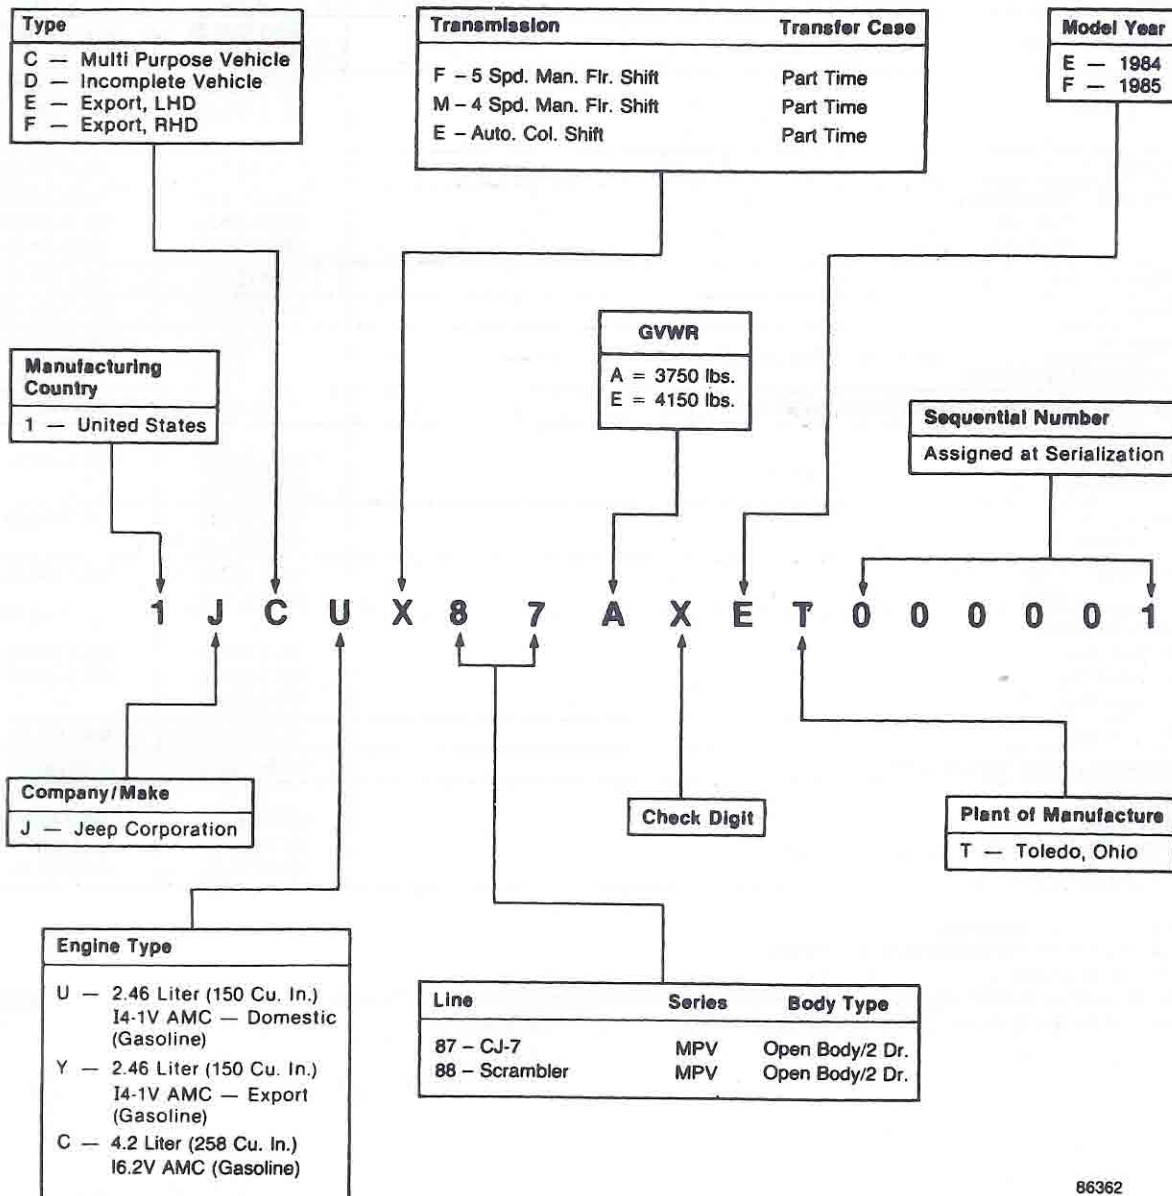 Type
C — Multi Purpose Vehicle
D — Incomplete Vehicle
E — Export, LHD
F — Export, RHD
Transmission Transfer Case
F – 5 Spd. Man. Flr. Shift Part Time
M – 4 Spd. Man. Flr. Shift Part Time
E – Auto. Col. Shift Part Time
Model Year
E — 1984
F — 1985
Manufacturing
Country
1 — United States
GVWR
A = 3750 lbs.
E = 4150 lbs.
Sequential Number
Assigned at Serialization
1 J C U X 8 7 A X E T 0 0 0 0 0 1
Company/Make
J — Jeep Corporation
Check Digit
Plant of Manufacture
T — Toledo, Ohio
Engine Type
U — 2.46 Liter (150 Cu. In.)
I4-1V AMC — Domestic
(Gasoline)
Y — 2.46 Liter (150 Cu. In.)
I4-1V AMC — Export
(Gasoline)
C — 4.2 Liter (258 Cu. In.)
I6.2V AMC (Gasoline)
Line Series Body Type
87 – CJ-7 MPV Open Body/2 Dr.
88 – Scrambler MPV Open Body/2 Dr.
86362